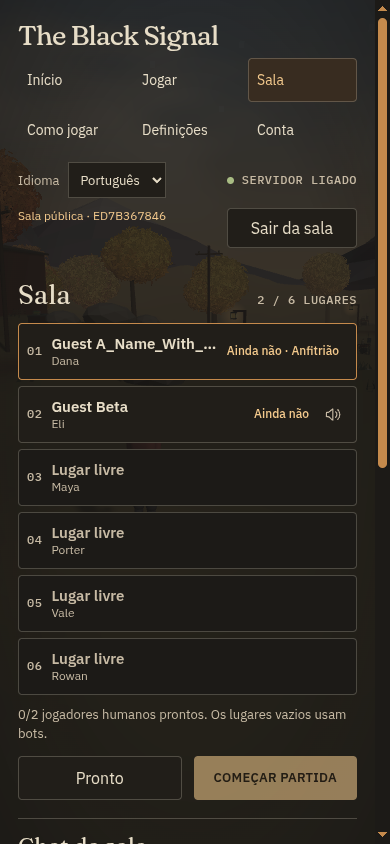 The Black Signal
Início
Jogar
Sala
Como jogar
Definições
Conta
Idioma
Português
SERVIDOR LIGADO
Sala pública · ED7B367846
Sair da sala
Sala
2 / 6 LUGARES
01
Guest A_Name_With_...
Dana
Ainda não · Anfitrião
02
Guest Beta
Eli
Ainda não
03
Lugar livre
Maya
04
Lugar livre
Porter
05
Lugar livre
Vale
06
Lugar livre
Rowan
0/2 jogadores humanos prontos. Os lugares vazios usam
bots.
Pronto
COMEÇAR PARTIDA
Chat da sala